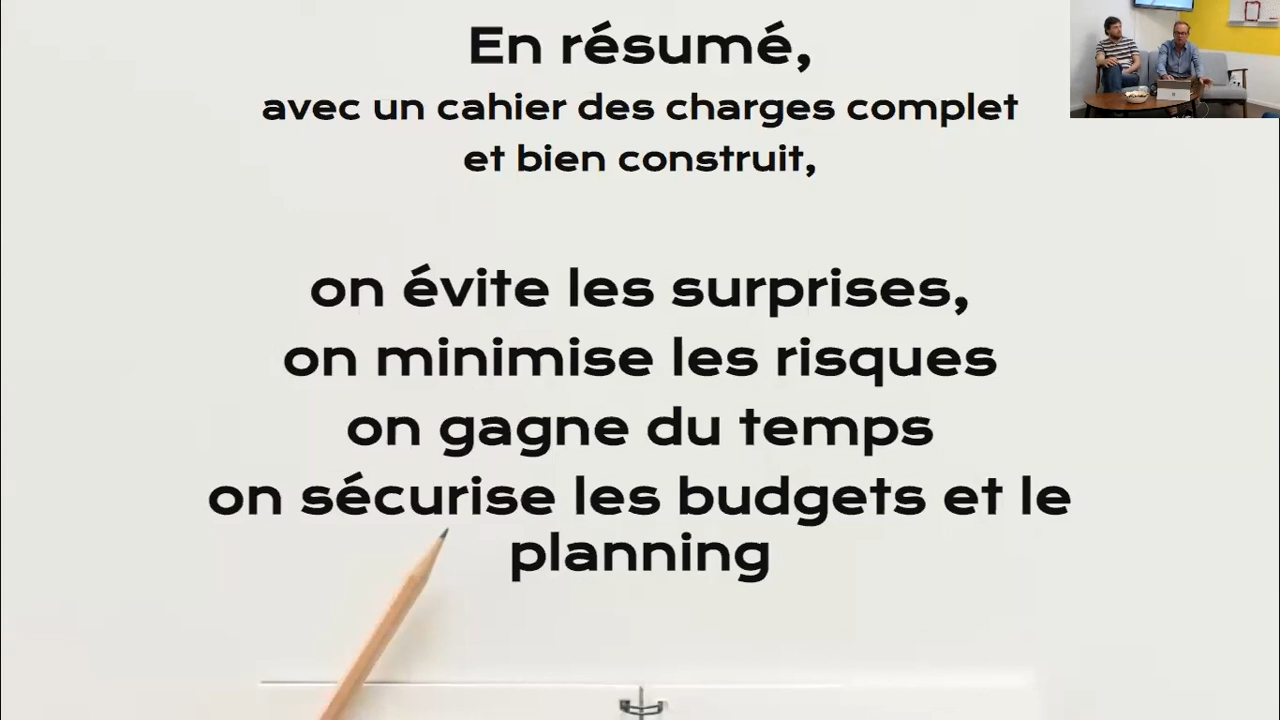 En résumé,
avec un cahier des charges complet
et bien construit,
on évite les surprises,
on minimise les risques
on gagne du temps
on sécurise les budgets et le
planning